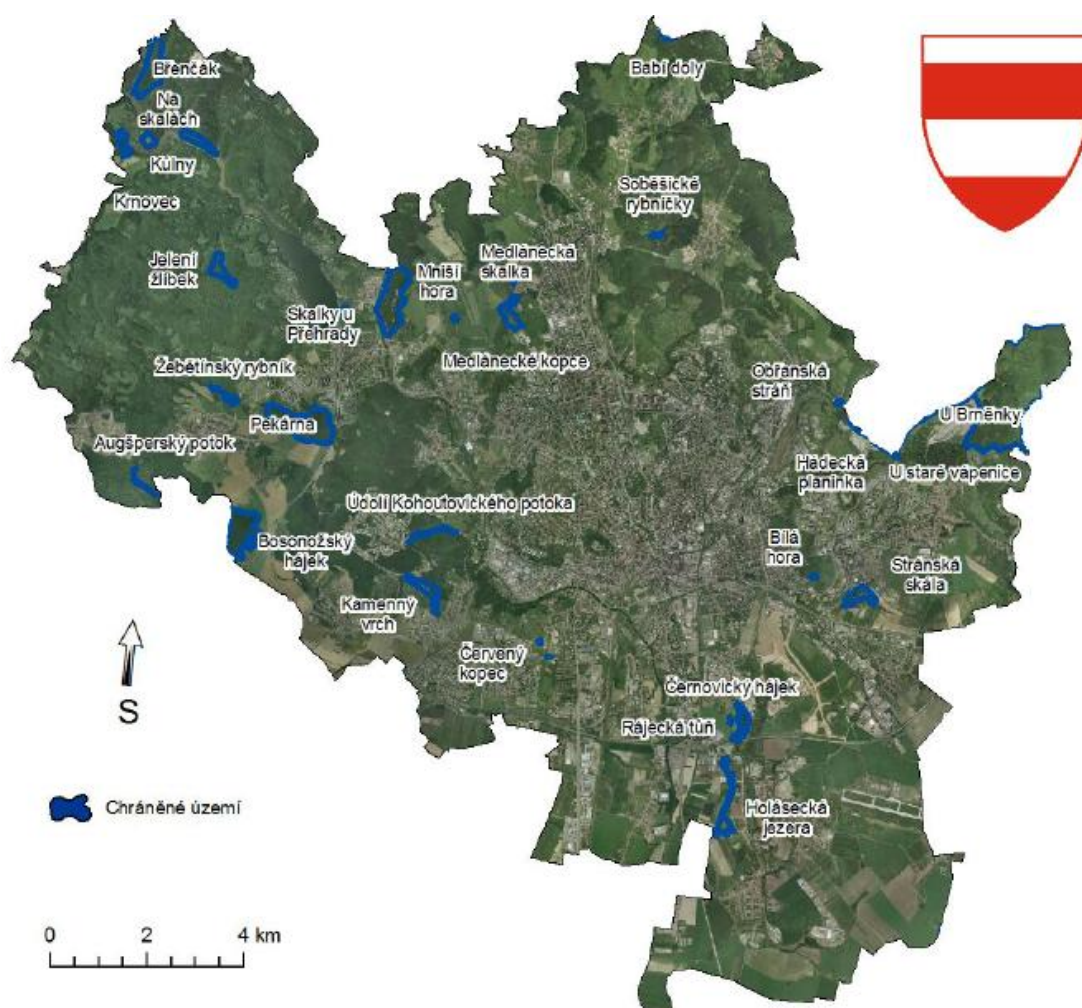 Břenčák
Na
skalách
Kůlny
Krnovec
Jelení
žlíbek
Skalky u
Přehrady
Mniší
hora
Medlánecká
skalka
Medlánecké kopce
Babí doly
Soběšické
rybníčky
Žebětínský rybník
Pekárna
Augšperský potok
Bosonožský
hájek
Údolí Kohoutovického potoka
Kamenný
vrch
Červený
kopec
Obřanská
stráň
U Brněnky
Hádecká
planinka
U staré vápenice
Bílá
hora
Stránská
skála
Černovický hájek
Rájecká tůň
Holásecká
jezera
S
Chráněné území
0 2 4 km